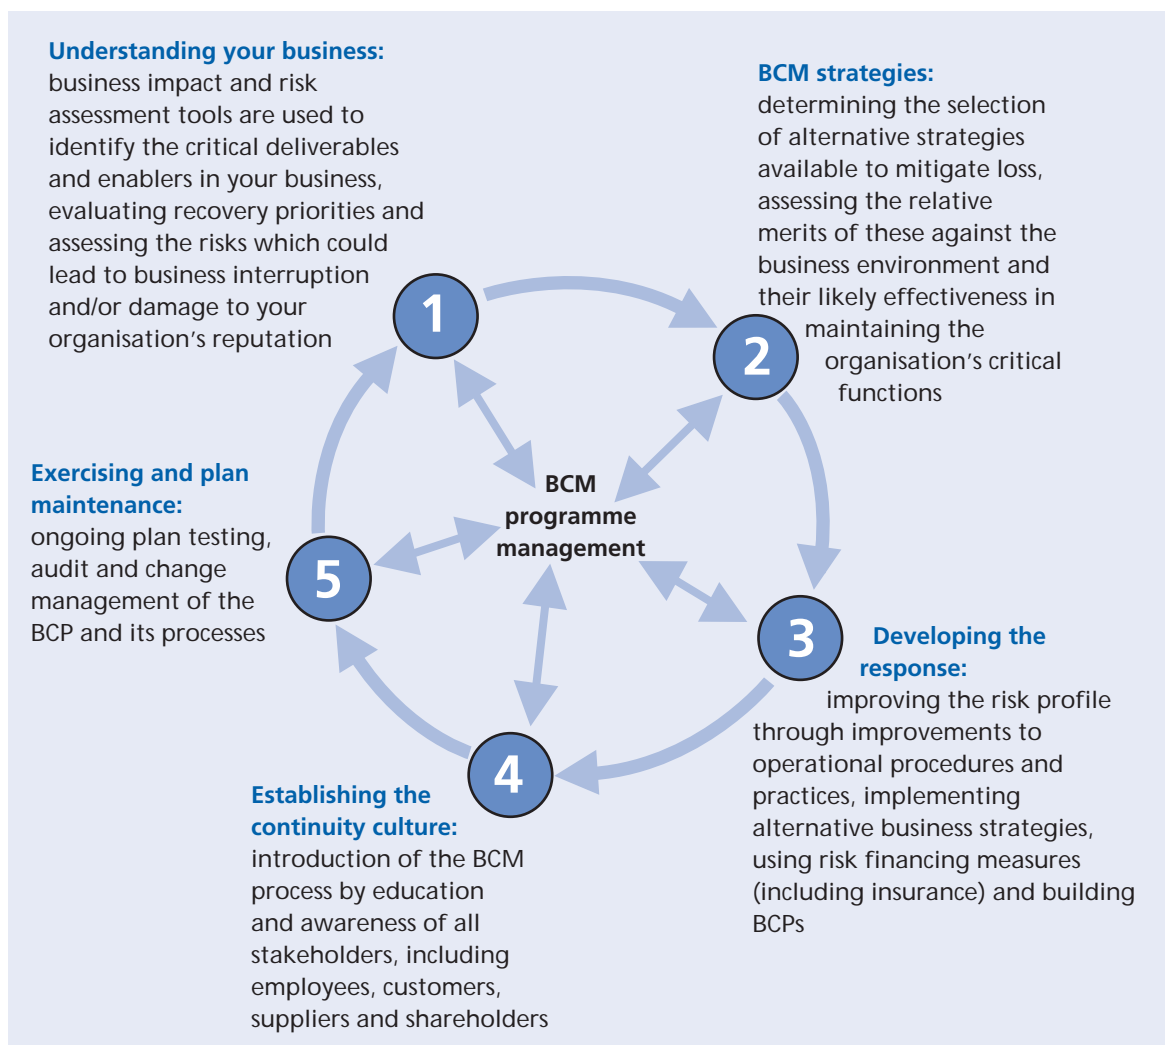 Understanding your business:
business impact and risk
assessment tools are used to
identify the critical deliverables
and enablers in your business,
evaluating recovery priorities and
assessing the risks which could
lead to business interruption
and/or damage to your
organisation's reputation
1
BCM strategies:
determining the selection
of alternative strategies
available to mitigate loss,
assessing the relative
merits of these against the
business environment and
their likely effectiveness in
maintaining the
organisation's critical
functions
2
BCM
programme
management
3
Developing the
response:
improving the risk profile
through improvements to
operational procedures and
practices, implementing
alternative business strategies,
using risk financing measures
(including insurance) and building
BCPs
4
Establishing the
continuity culture:
introduction of the BCM
process by education
and awareness of all
stakeholders, including
employees, customers,
suppliers and shareholders
Exercising and plan
maintenance:
ongoing plan testing,
audit and change
management of the
BCP and its processes
5